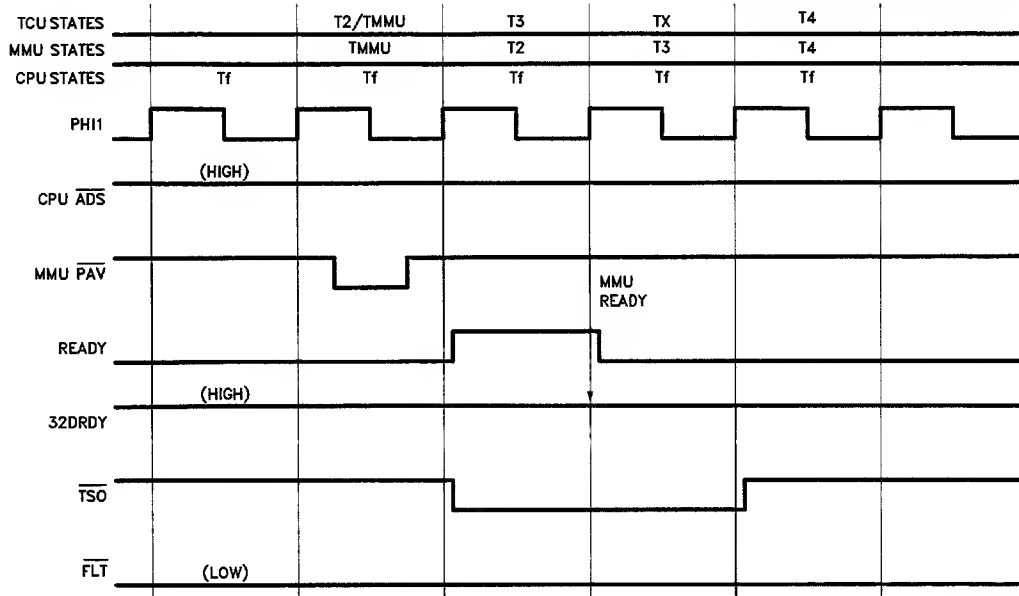 TCU STATES T2/TMMU T3 TX T4
MMU STATES TMMU T2 T3 T4
CPU STATES Tf Tf Tf Tf Tf
PHI1
(HIGH)
CPU ADS
MMU PAV
MMU
READY
READY
(HIGH)
32DRDY
TSO
FLT (LOW)